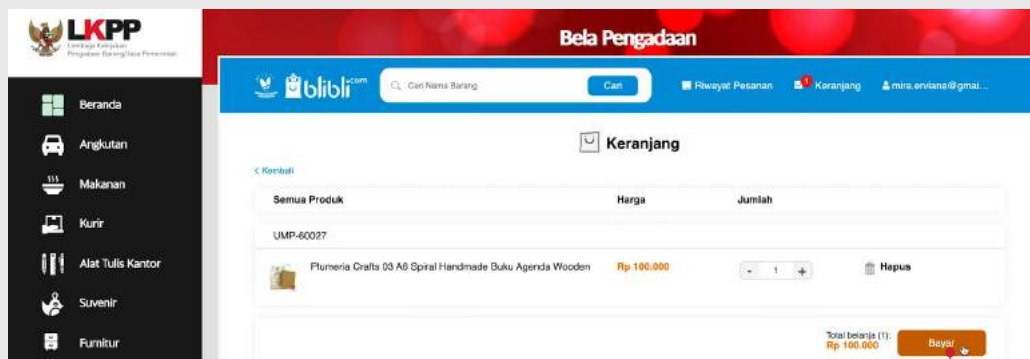 LKPP
Lembaga Kebijakan
Pengadaan Barang/Jasa Pemerintah
Bela Pengadaan
blibli.com
Cari Nama Barang
Cari
Riwayat Pesanan
1
Keranjang
mira.erviana@gmai...
Beranda
Angkutan
Makanan
Kurir
Alat Tulis Kantor
Suvenir
Furnitur
Keranjang
< Kembali
Semua Produk Harga Jumlah
UMP-60027
Plumeria Crafts 03 A6 Spiral Handmade Buku Agenda Wooden Rp 100.000 - 1 + Hapus
Total belanja (1):
Rp 100.000
Bayar